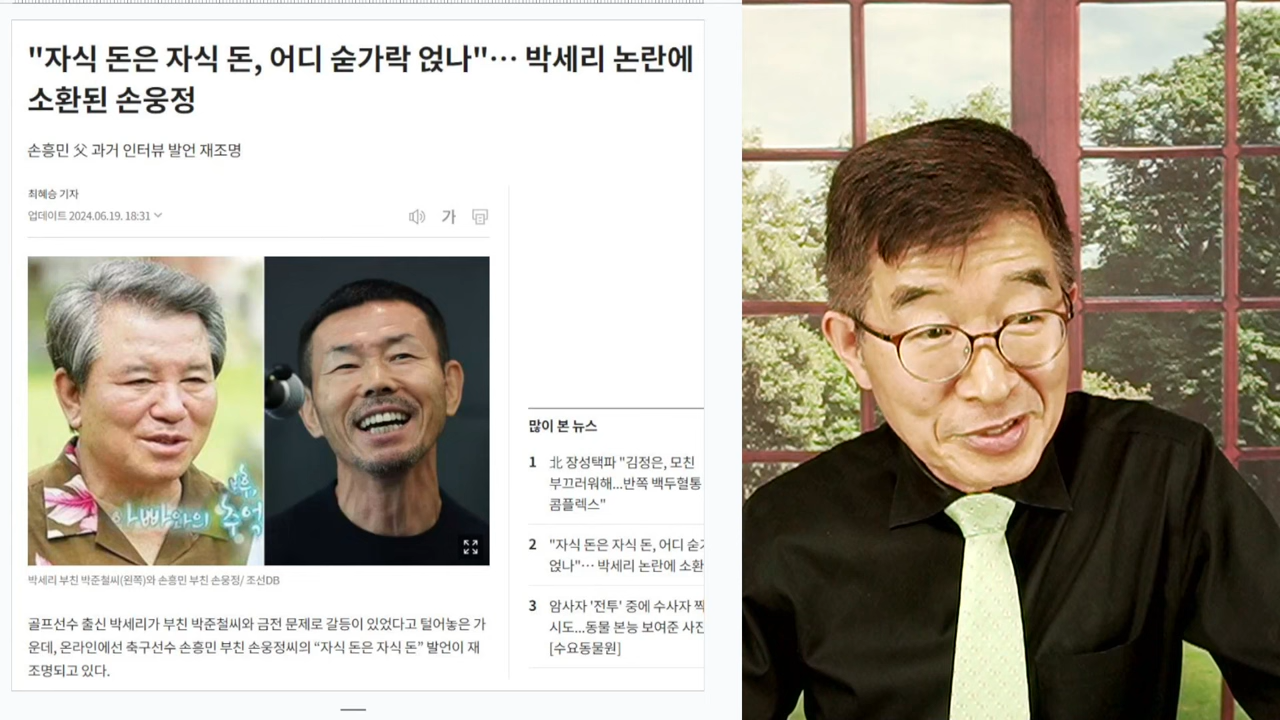 "자식 돈은 자식 돈, 어디 숟가락 얹나"… 박세리 논란에
소환된 손웅정
손흥민 父 과거 인터뷰 발언 재조명
최혜승 기자
업데이트 2024.06.19. 18:31
가
아빠와의 추억
박세리 부친 박준철씨(왼쪽)와 손흥민 부친 손웅정/ 조선DB
골프선수 출신 박세리가 부친 박준철씨와 금전 문제로 갈등이 있었다고 털어놓은 가
운데, 온라인에선 축구선수 손흥민 부친 손웅정씨의 “자식 돈은 자식 돈” 발언이 재
조명되고 있다.
많이 본 뉴스
1 北 장성택파 "김정은, 모친
부끄러워해...반쪽 백두혈통
콤플렉스"
2 "자식 돈은 자식 돈, 어디 숟
얹나"… 박세리 논란에 소환
3 암사자 '전투' 중에 수사자 짝
시도...동물 본능 보여준 사진
[수요동물원]